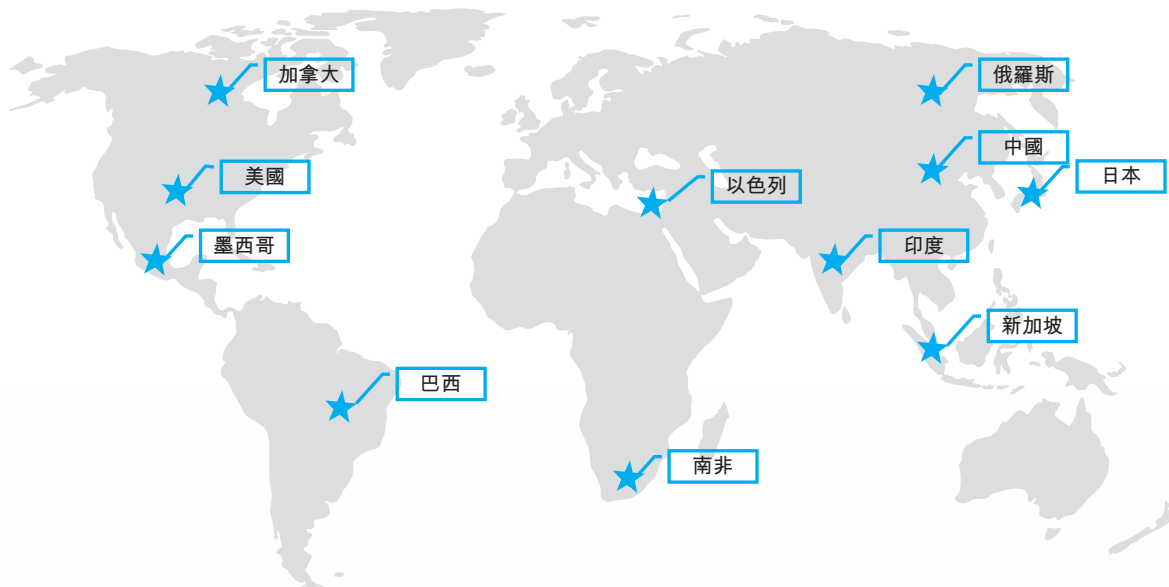 加拿大
俄羅斯
中國
美國
以色列
日本
墨西哥
印度
新加坡
巴西
南非